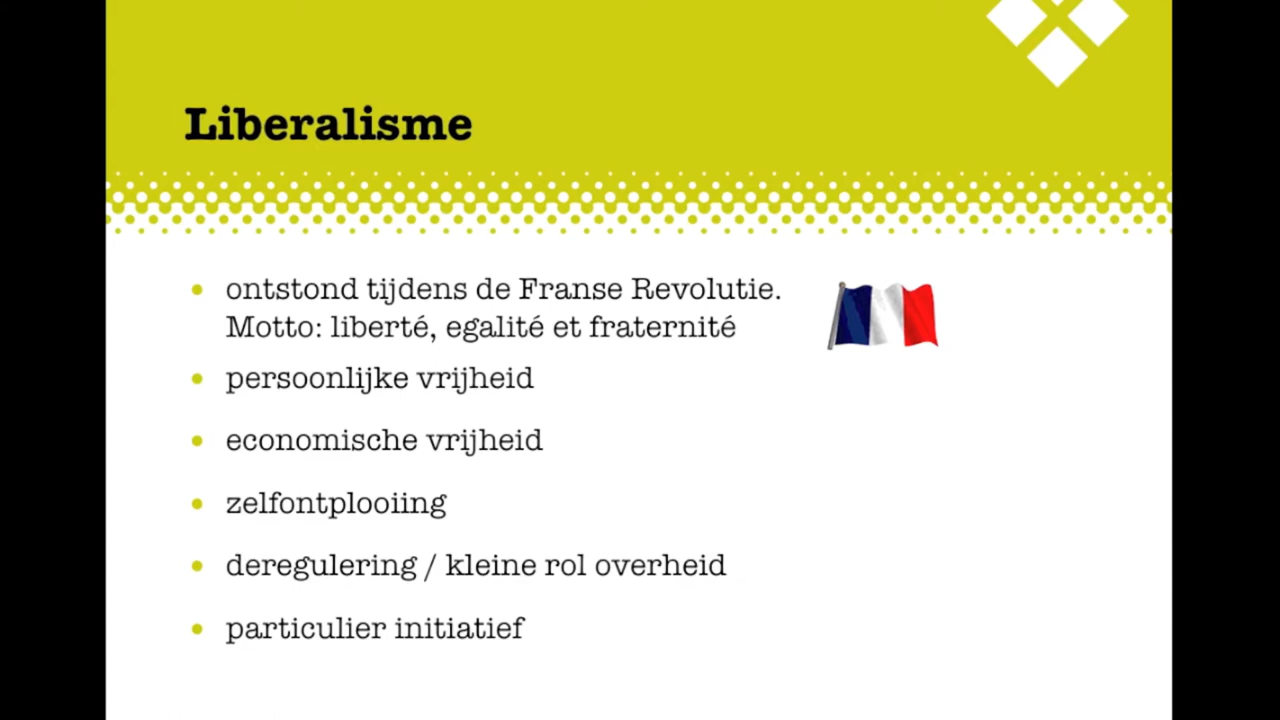 Liberalisme
• ontstond tijdens de Franse Revolutie.
Motto: liberté, egalité et fraternité
• persoonlijke vrijheid
• economische vrijheid
• zelfontplooiing
• deregulering / kleine rol overheid
• particulier initiatief